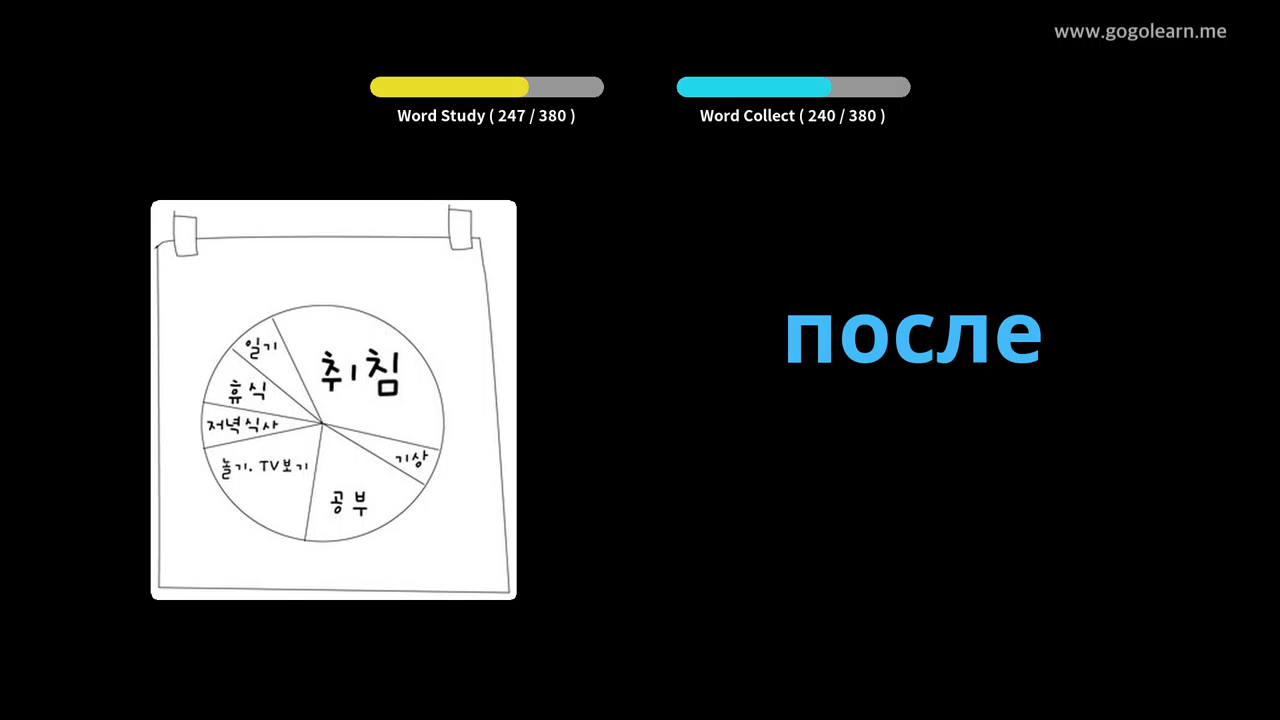 www.gogolearn.me
Word Study ( 247 / 380 )
Word Collect ( 240 / 380 )
일기
취침
휴식
저녁식사
놀기. TV보기
기상
공부
после